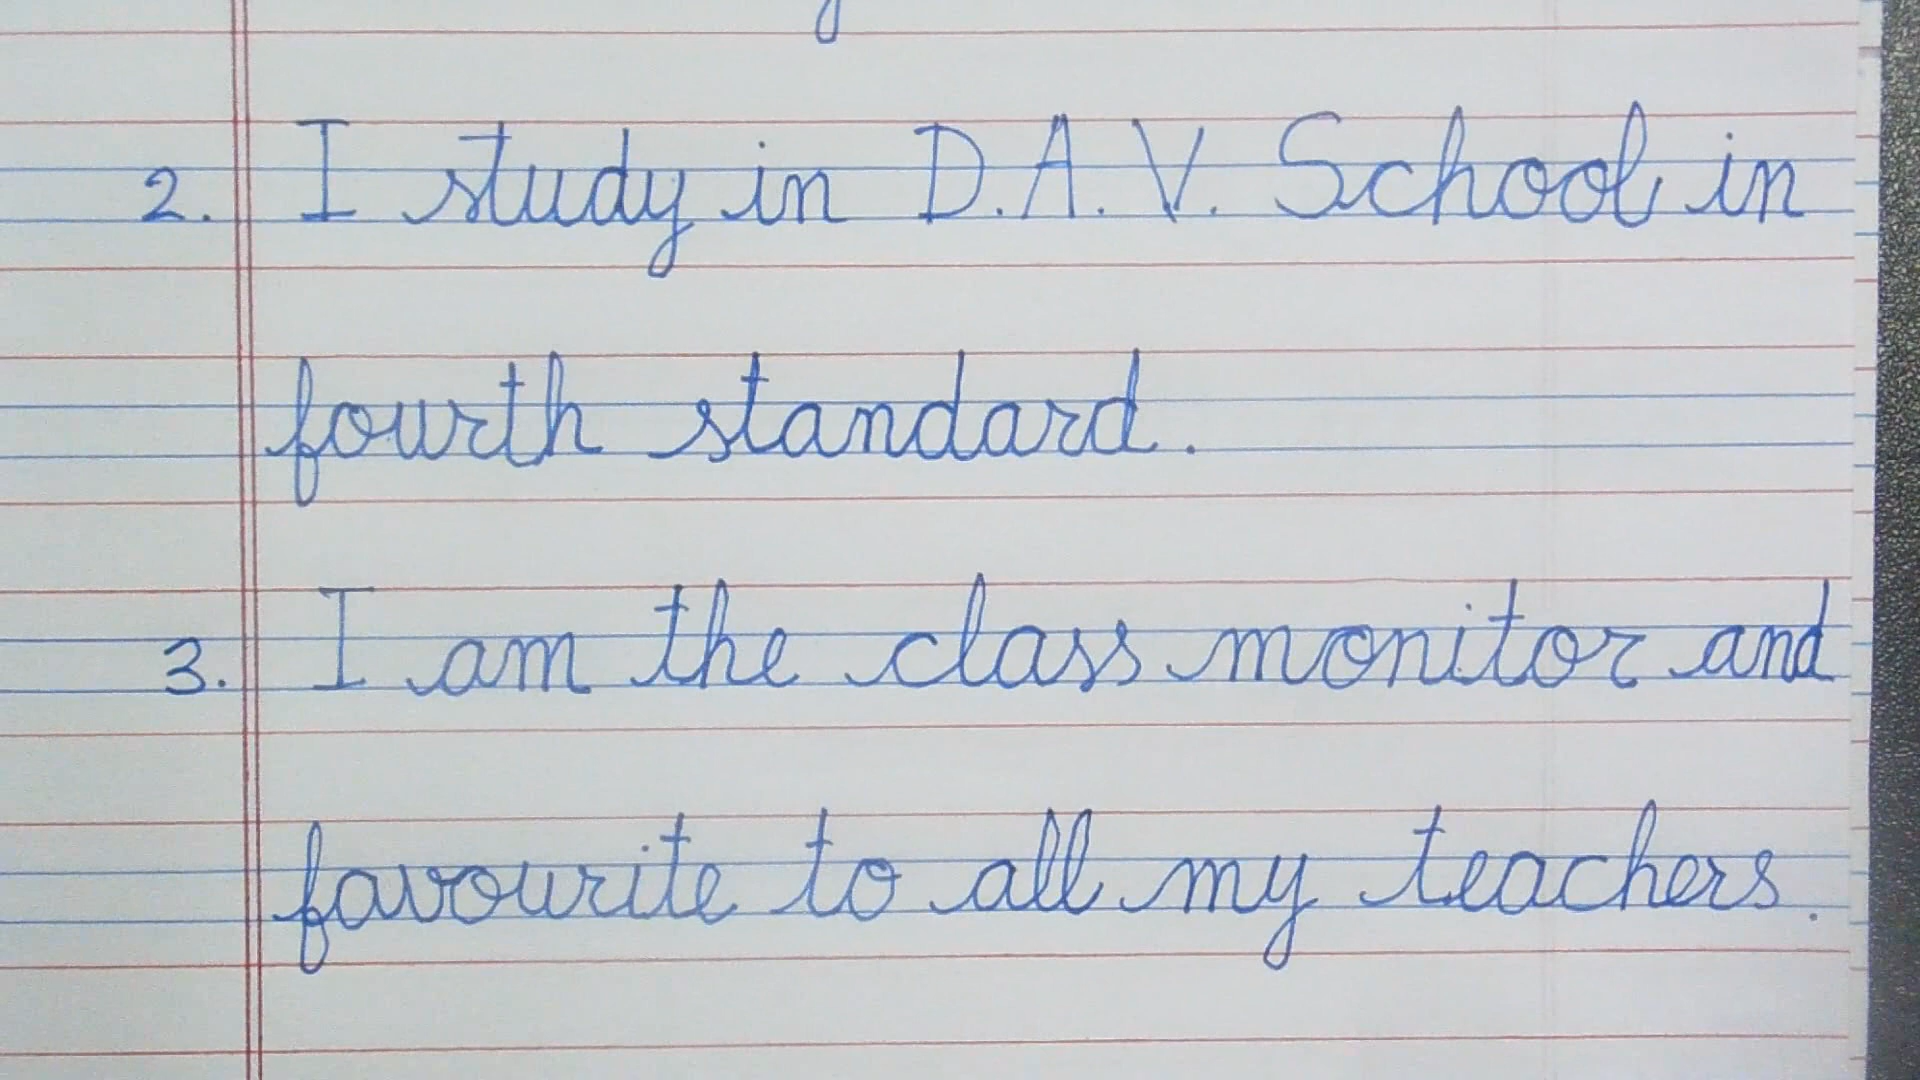 2. I study in D.A.V. School in
fourth standard.
3. I am the class monitor and
favourite to all my teachers.